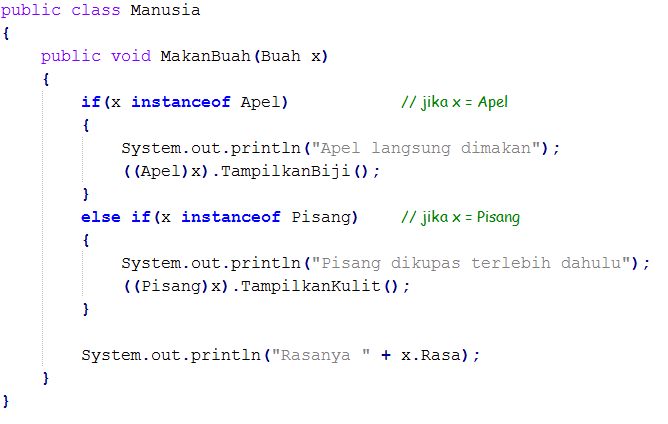 public class Manusia
{
    public void MakanBuah(Buah x)
    {
        if(x instanceof Apel)           // jika x = Apel
        {
            System.out.println("Apel langsung dimakan");
            ((Apel)x).TampilkanBiji();
        }
        else if(x instanceof Pisang)    // jika x = Pisang
        {
            System.out.println("Pisang dikupas terlebih dahulu");
            ((Pisang)x).TampilkanKulit();
        }

        System.out.println("Rasanya " + x.Rasa);
    }
}